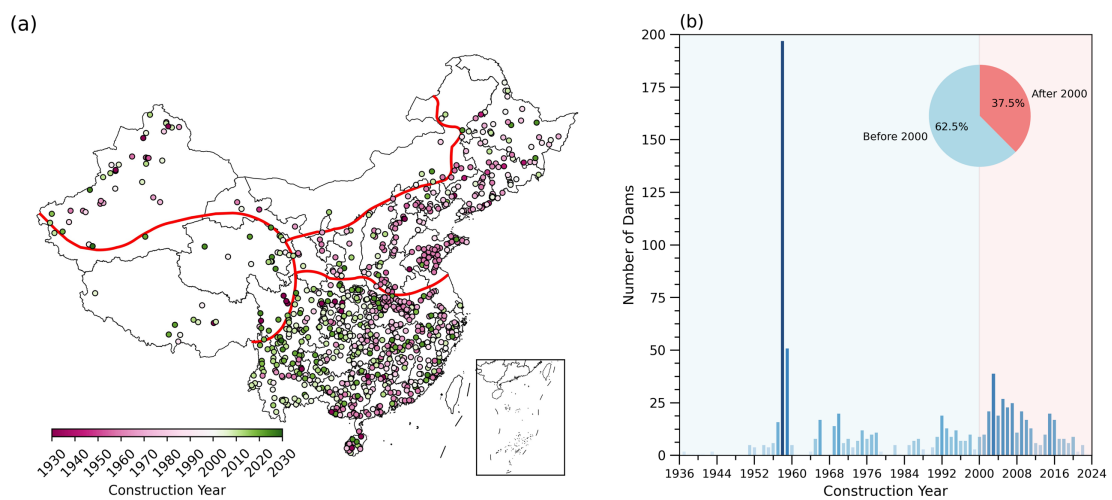 (a)
1930 1940 1950 1960 1970 1980 1990 2000 2010 2020 2030
Construction Year
(b)
200
175
150
125
100
75
50
25
0
Number of Dams
After 2000
37.5%
62.5%
Before 2000
1936 1944 1952 1960 1968 1976 1984 1992 2000 2008 2016 2024
Construction Year